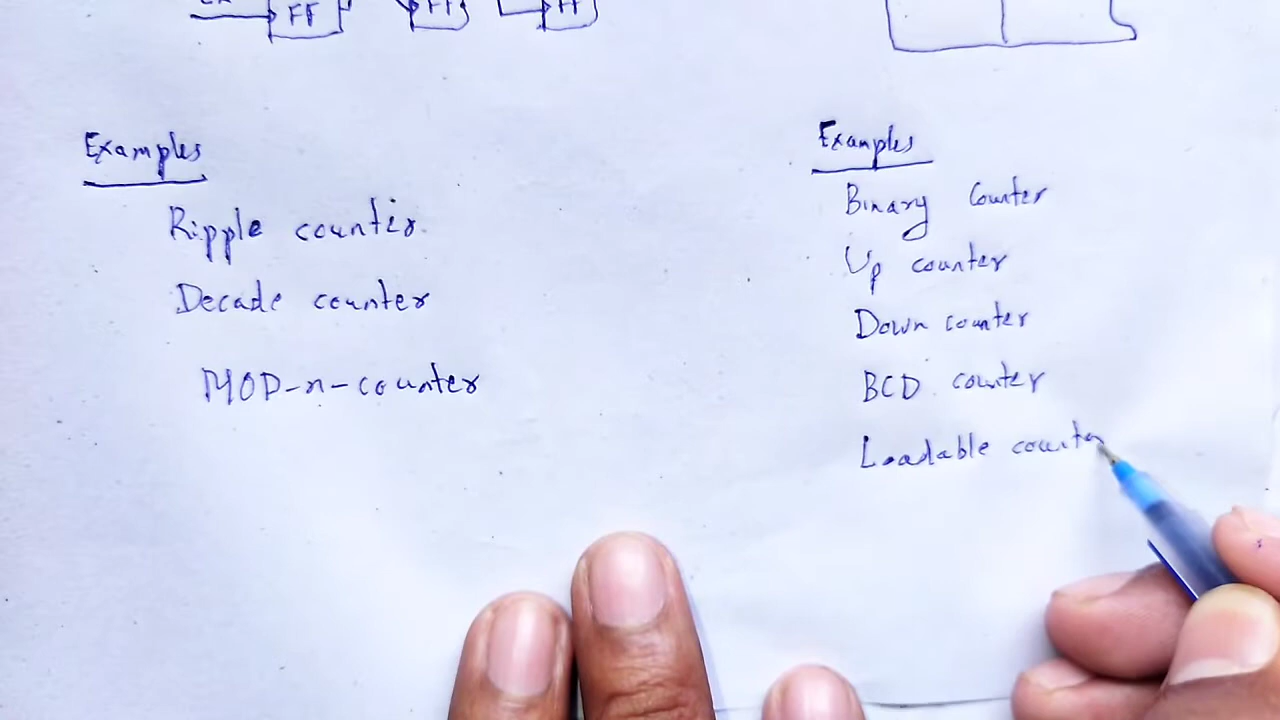 FF FF FF
Examples
Ripple counter
Decade counter
MOD-n-counter
Examples
Binary Counter
Up counter
Down counter
BCD counter
Loadable counte